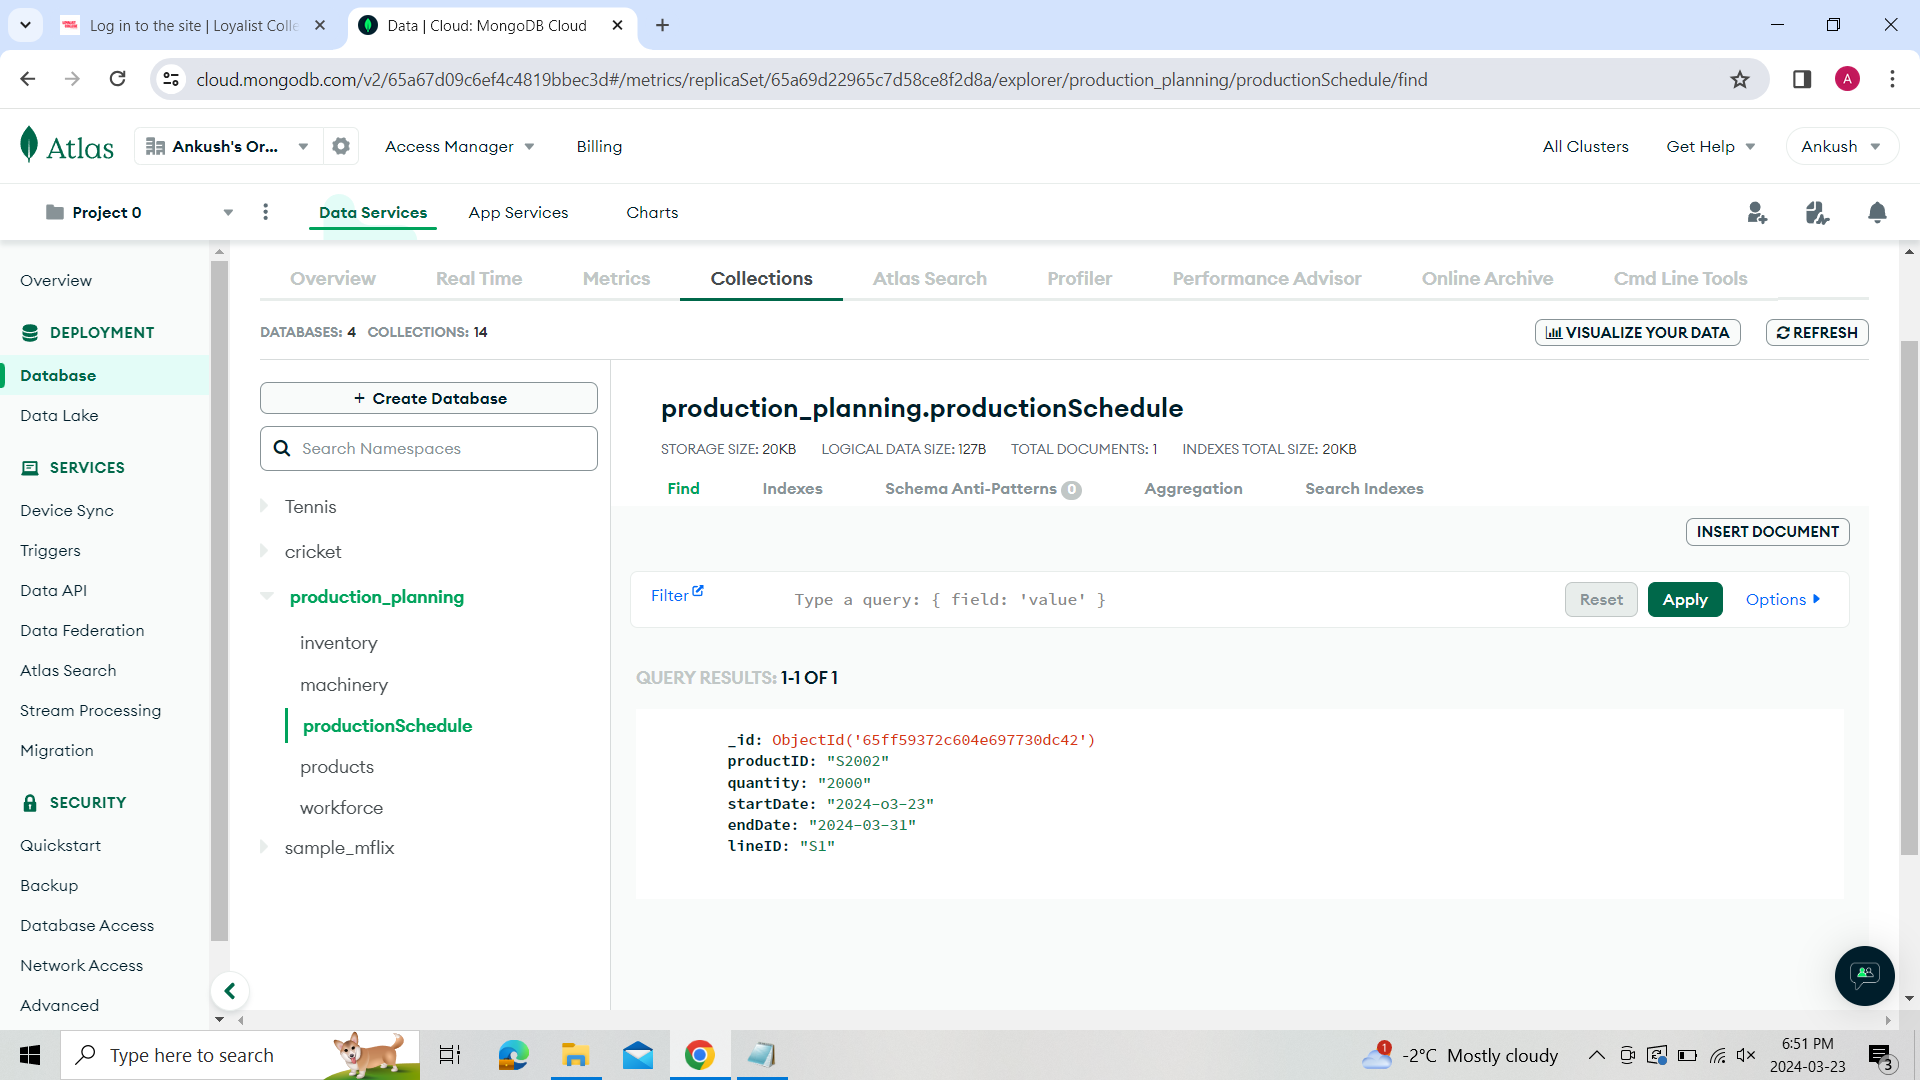 Log in to the site | Loyalist Colle
Data | Cloud: MongoDB Cloud
cloud.mongodb.com/v2/65a67d09c6ef4c4819bbec3d#/metrics/replicaSet/65a69d22965c7d58ce8f2d8a/explorer/production_planning/productionSchedule/find
A
Atlas
Ankush's Or...
Access Manager
Billing
All Clusters
Get Help
Ankush
Project 0
Data Services
App Services
Charts
Overview
DEPLOYMENT
Database
Data Lake
SERVICES
Device Sync
Triggers
Data API
Data Federation
Atlas Search
Stream Processing
Migration
SECURITY
Quickstart
Backup
Database Access
Network Access
Advanced
Overview
Real Time
Metrics
Collections
Atlas Search
Profiler
Performance Advisor
Online Archive
Cmd Line Tools
DATABASES: 4 COLLECTIONS: 14
VISUALIZE YOUR DATA
REFRESH
+ Create Database
Search Namespaces
Tennis
cricket
production_planning
inventory
machinery
productionSchedule
products
workforce
sample_mflix
production_planning.productionSchedule
STORAGE SIZE: 20KB LOGICAL DATA SIZE: 127B TOTAL DOCUMENTS: 1 INDEXES TOTAL SIZE: 20KB
Find
Indexes
Schema Anti-Patterns 0
Aggregation
Search Indexes
INSERT DOCUMENT
Filter
Type a query: { field: 'value' }
Reset
Apply
Options
QUERY RESULTS: 1-1 OF 1
_id: ObjectId('65ff59372c604e697730dc42')
productID: "S2002"
quantity: "2000"
startDate: "2024-o3-23"
endDate: "2024-03-31"
lineID: "S1"
Type here to search
1
-2°C Mostly cloudy
6:51 PM
2024-03-23
3